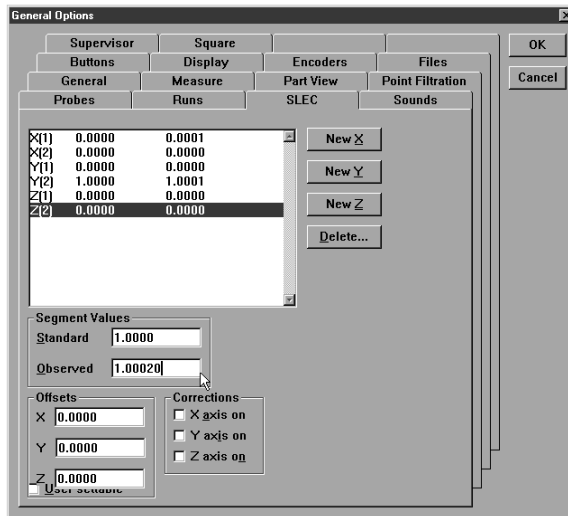 General Options
Supervisor Square
OK
Buttons Display Encoders Files
General Measure Part View Point Filtration
Cancel
Probes Runs SLEC Sounds
X(1) 0.0000 0.0001
X(2) 0.0000 0.0000
Y(1) 0.0000 0.0000
Y(2) 1.0000 1.0001
Z(1) 0.0000 0.0000
Z(2) 0.0000 0.0000
New X
New Y
New Z
Delete...
Segment Values
Standard 1.0000
Observed 1.00020
Offsets
X 0.0000
Y 0.0000
Z 0.0000
User settable
Corrections
X axis on
Y axis on
Z axis on